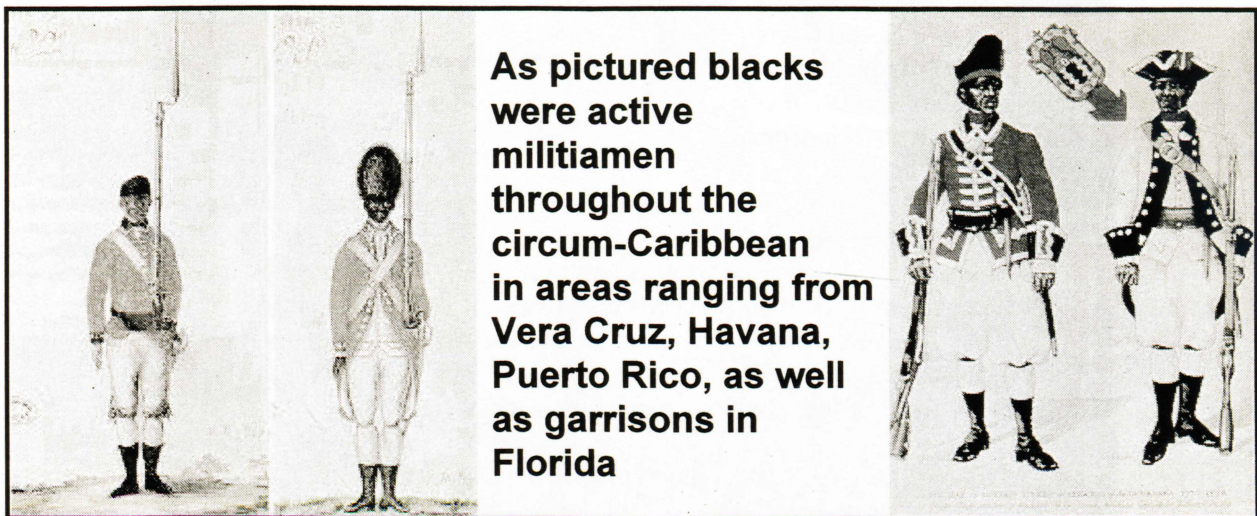 As pictured blacks
were active
militiamen
throughout the
circum-Caribbean
in areas ranging from
Vera Cruz, Havana,
Puerto Rico, as well
as garrisons in
Florida